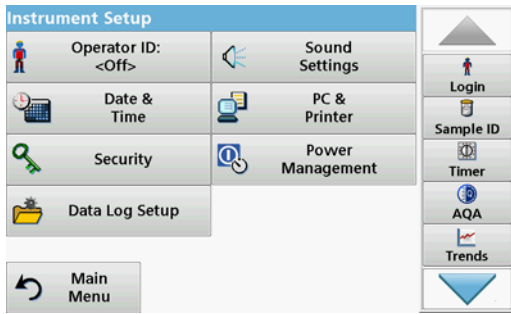 Instrument Setup
Operator ID:
<Off>
Sound
Settings
Date &
Time
PC &
Printer
Security
Power
Management
Data Log Setup
Main
Menu
Login
Sample ID
Timer
AQA
Trends